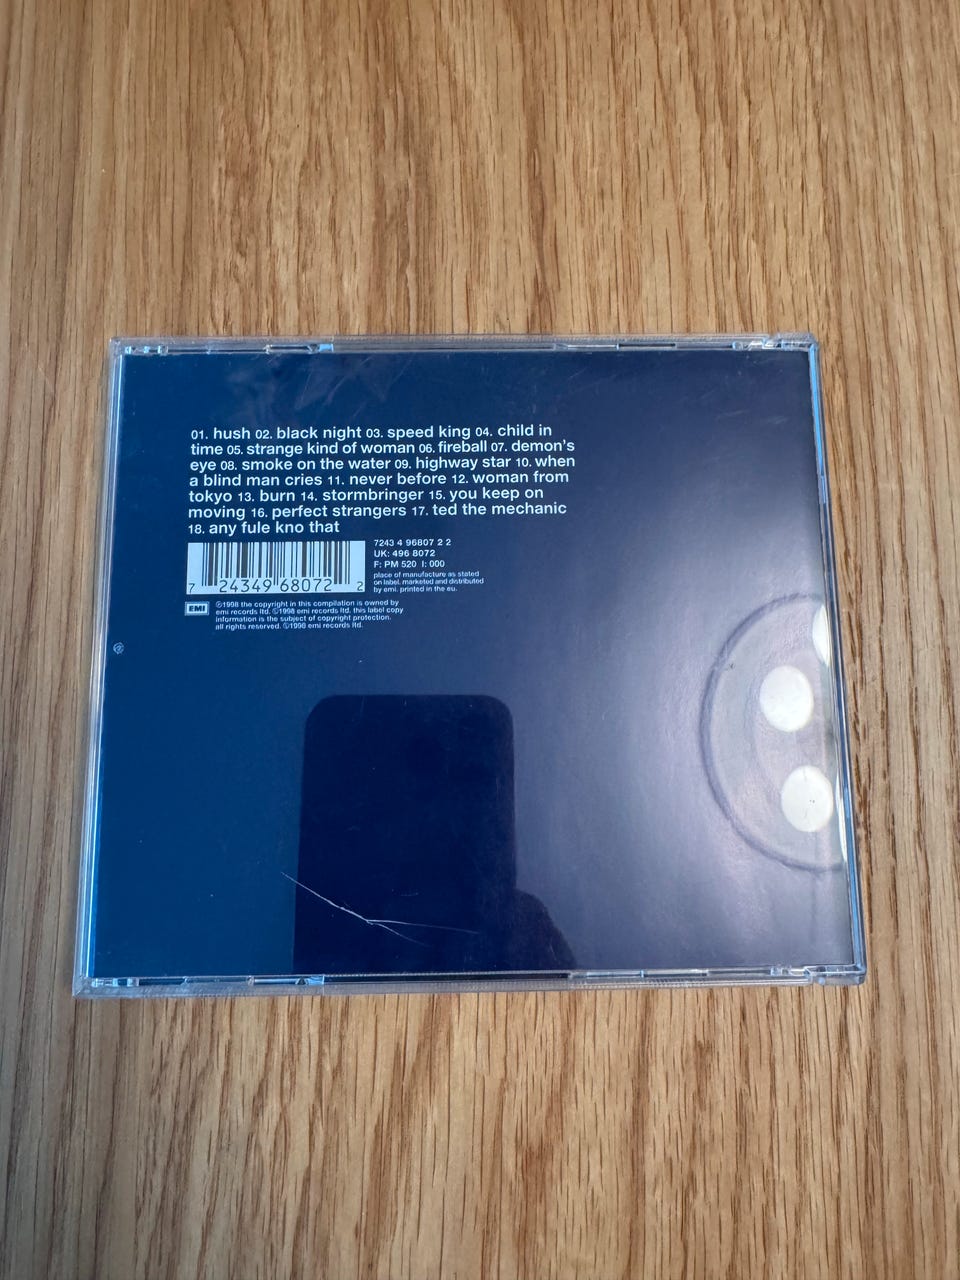 01. hush 02. black night 03. speed king 04. child in
time 05. strange kind of woman 06. fireball 07. demon's
eye 08. smoke on the water 09. highway star 10. when
a blind man cries 11. never before 12. woman from
tokyo 13. burn 14. stormbringer 15. you keep on
moving 16. perfect strangers 17. ted the mechanic
18. any fule kno that
7243 4 96807 2 2
UK: 496 8072
F: PM 520 I: 000
place of manufacture as stated
on label. marketed and distributed
by emi. printed in the eu.
7 24349 68072 2
EMI
℗1998 the copyright in this compilation is owned by
emi records ltd. ©1998 emi records ltd. this label copy
information is the subject of copyright protection.
all rights reserved. ©1998 emi records ltd.